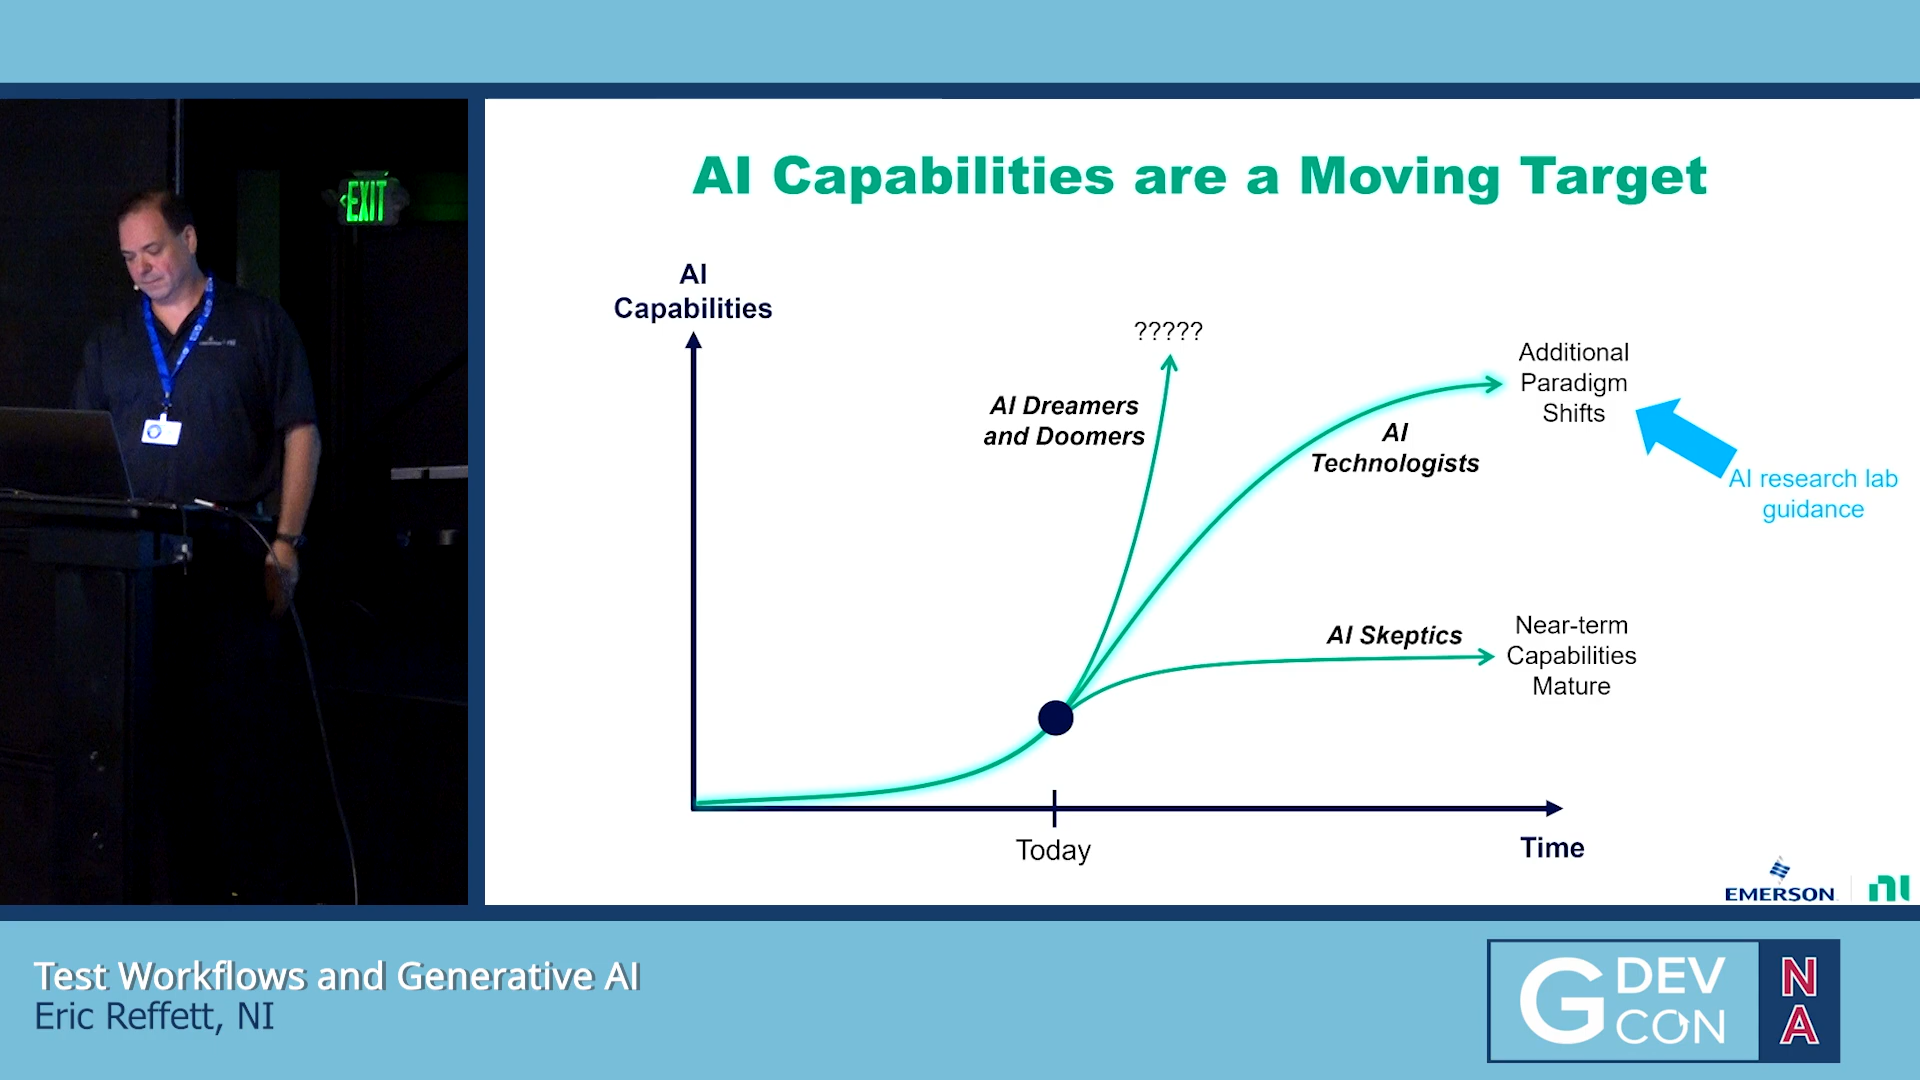 EXIT
AI Capabilities are a Moving Target
AI
Capabilities
?????
AI Dreamers
and Doomers
AI
Technologists
Additional
Paradigm
Shifts
AI research lab
guidance
AI Skeptics
Near-term
Capabilities
Mature
Today
Time
EMERSON
nı
Test Workflows and Generative AI
Eric Reffett, NI
G DEV
CON
N
A